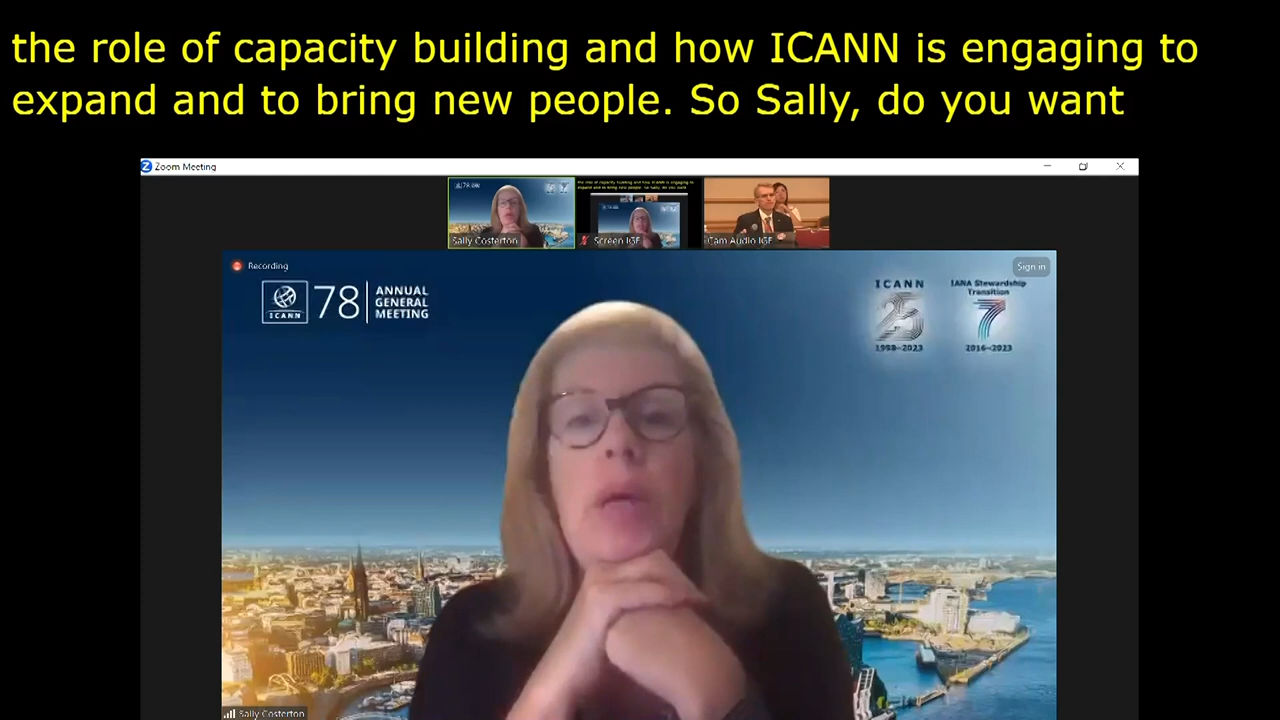 the role of capacity building and how ICANN is engaging to
expand and to bring new people. So Sally, do you want
Zoom Meeting
Sally Costerton
Screen IGF
Cam Audio IGF
Recording
Sign in
ICANN
78
ANNUAL
GENERAL
MEETING
ICANN
25
1998–2023
IANA Stewardship
Transition
7
2016–2023
Sally Costerton